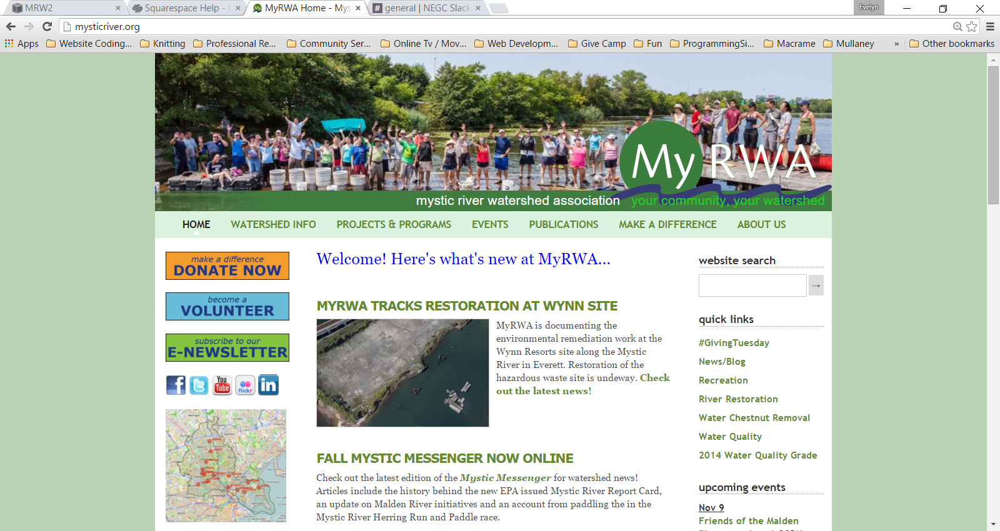 MRW2
Squarespace Help - 
MyRWA Home - Mys
general | NEGC Slack
Evelyn
mysticriver.org
Apps
Website Coding...
Knitting
Professional Re...
Community Ser...
Online Tv / Mov...
Web Developm...
Give Camp
Fun
ProgrammingSi...
Macrame
Mullaney
»
Other bookmarks
My RWA
mystic river watershed association your community, your watershed
HOME WATERSHED INFO PROJECTS & PROGRAMS EVENTS PUBLICATIONS MAKE A DIFFERENCE ABOUT US
make a difference
DONATE NOW
become a
VOLUNTEER
subscribe to our
E-NEWSLETTER
f
t
You
Tube
flickr
in
Cambridge
Welcome! Here's what's new at MyRWA...
MYRWA TRACKS RESTORATION AT WYNN SITE
MyRWA is documenting the
environmental remediation work at the
Wynn Resorts site along the Mystic
River in Everett. Restoration of the
hazardous waste site is undeway. Check
out the latest news!
FALL MYSTIC MESSENGER NOW ONLINE
Check out the latest edition of the Mystic Messenger for watershed news!
Articles include the history behind the new EPA issued Mystic River Report Card,
an update on Malden River initiatives and an account from paddling the in the
Mystic River Herring Run and Paddle race.
website search
→
quick links
#GivingTuesday
News/Blog
Recreation
River Restoration
Water Chestnut Removal
Water Quality
2014 Water Quality Grade
upcoming events
Nov 9
Friends of the Malden